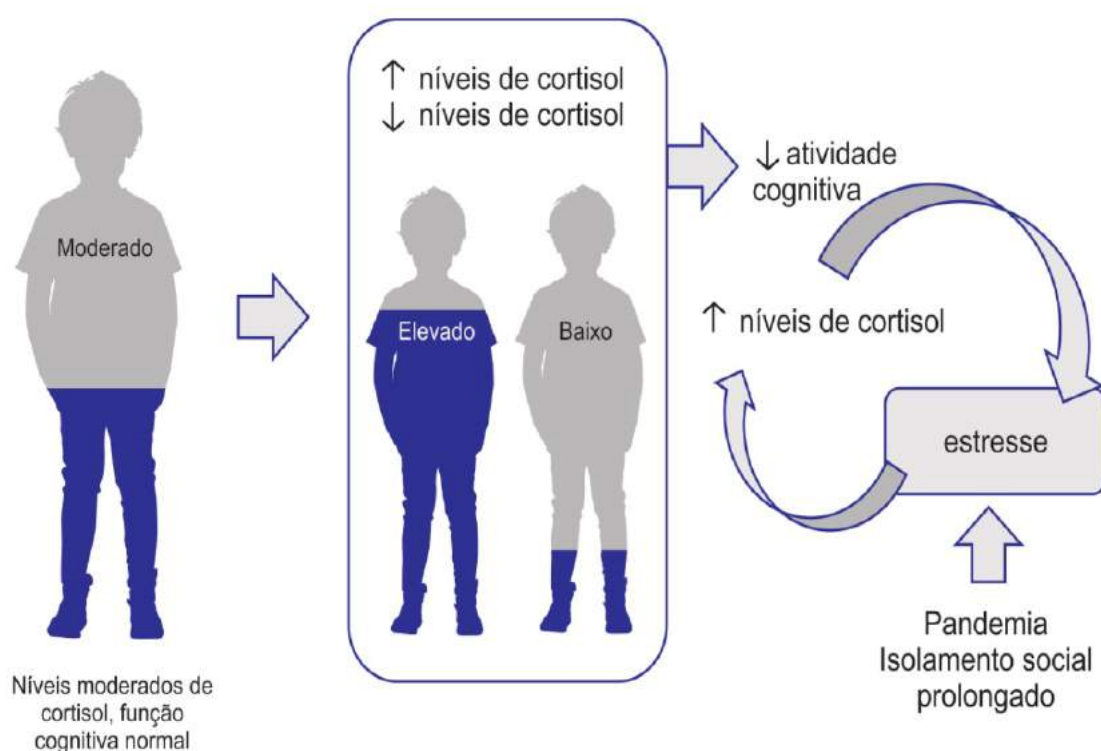 Moderado
Níveis moderados de
cortisol, função
cognitiva normal
↑ níveis de cortisol
↓ níveis de cortisol
Elevado
Baixo
↓ atividade
cognitiva
↑ níveis de cortisol
estresse
Pandemia
Isolamento social
prolongado